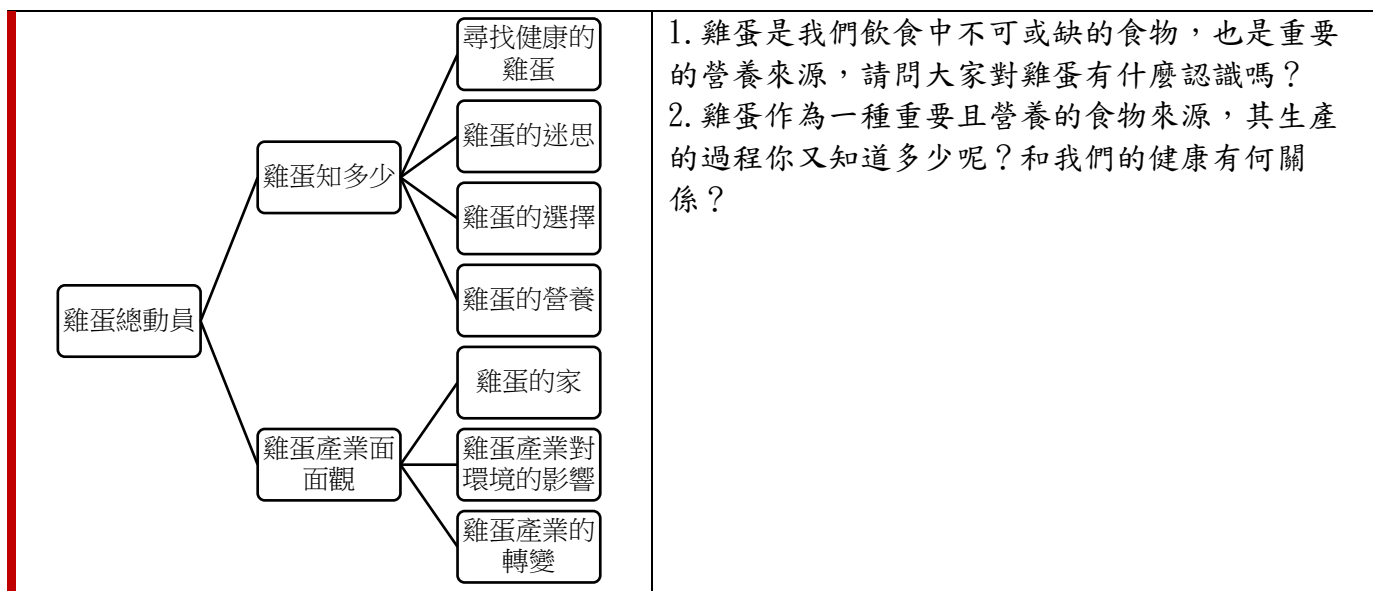 雞蛋總動員
雞蛋知多少
尋找健康的
雞蛋
雞蛋的迷思
雞蛋的選擇
雞蛋的營養
雞蛋產業面
面觀
雞蛋的家
雞蛋產業對
環境的影響
雞蛋產業的
轉變
1.雞蛋是我們飲食中不可或缺的食物，也是重要
的營養來源，請問大家對雞蛋有什麼認識嗎？
2.雞蛋作為一種重要且營養的食物來源，其生產
的過程你又知道多少呢？和我們的健康有何關
係？